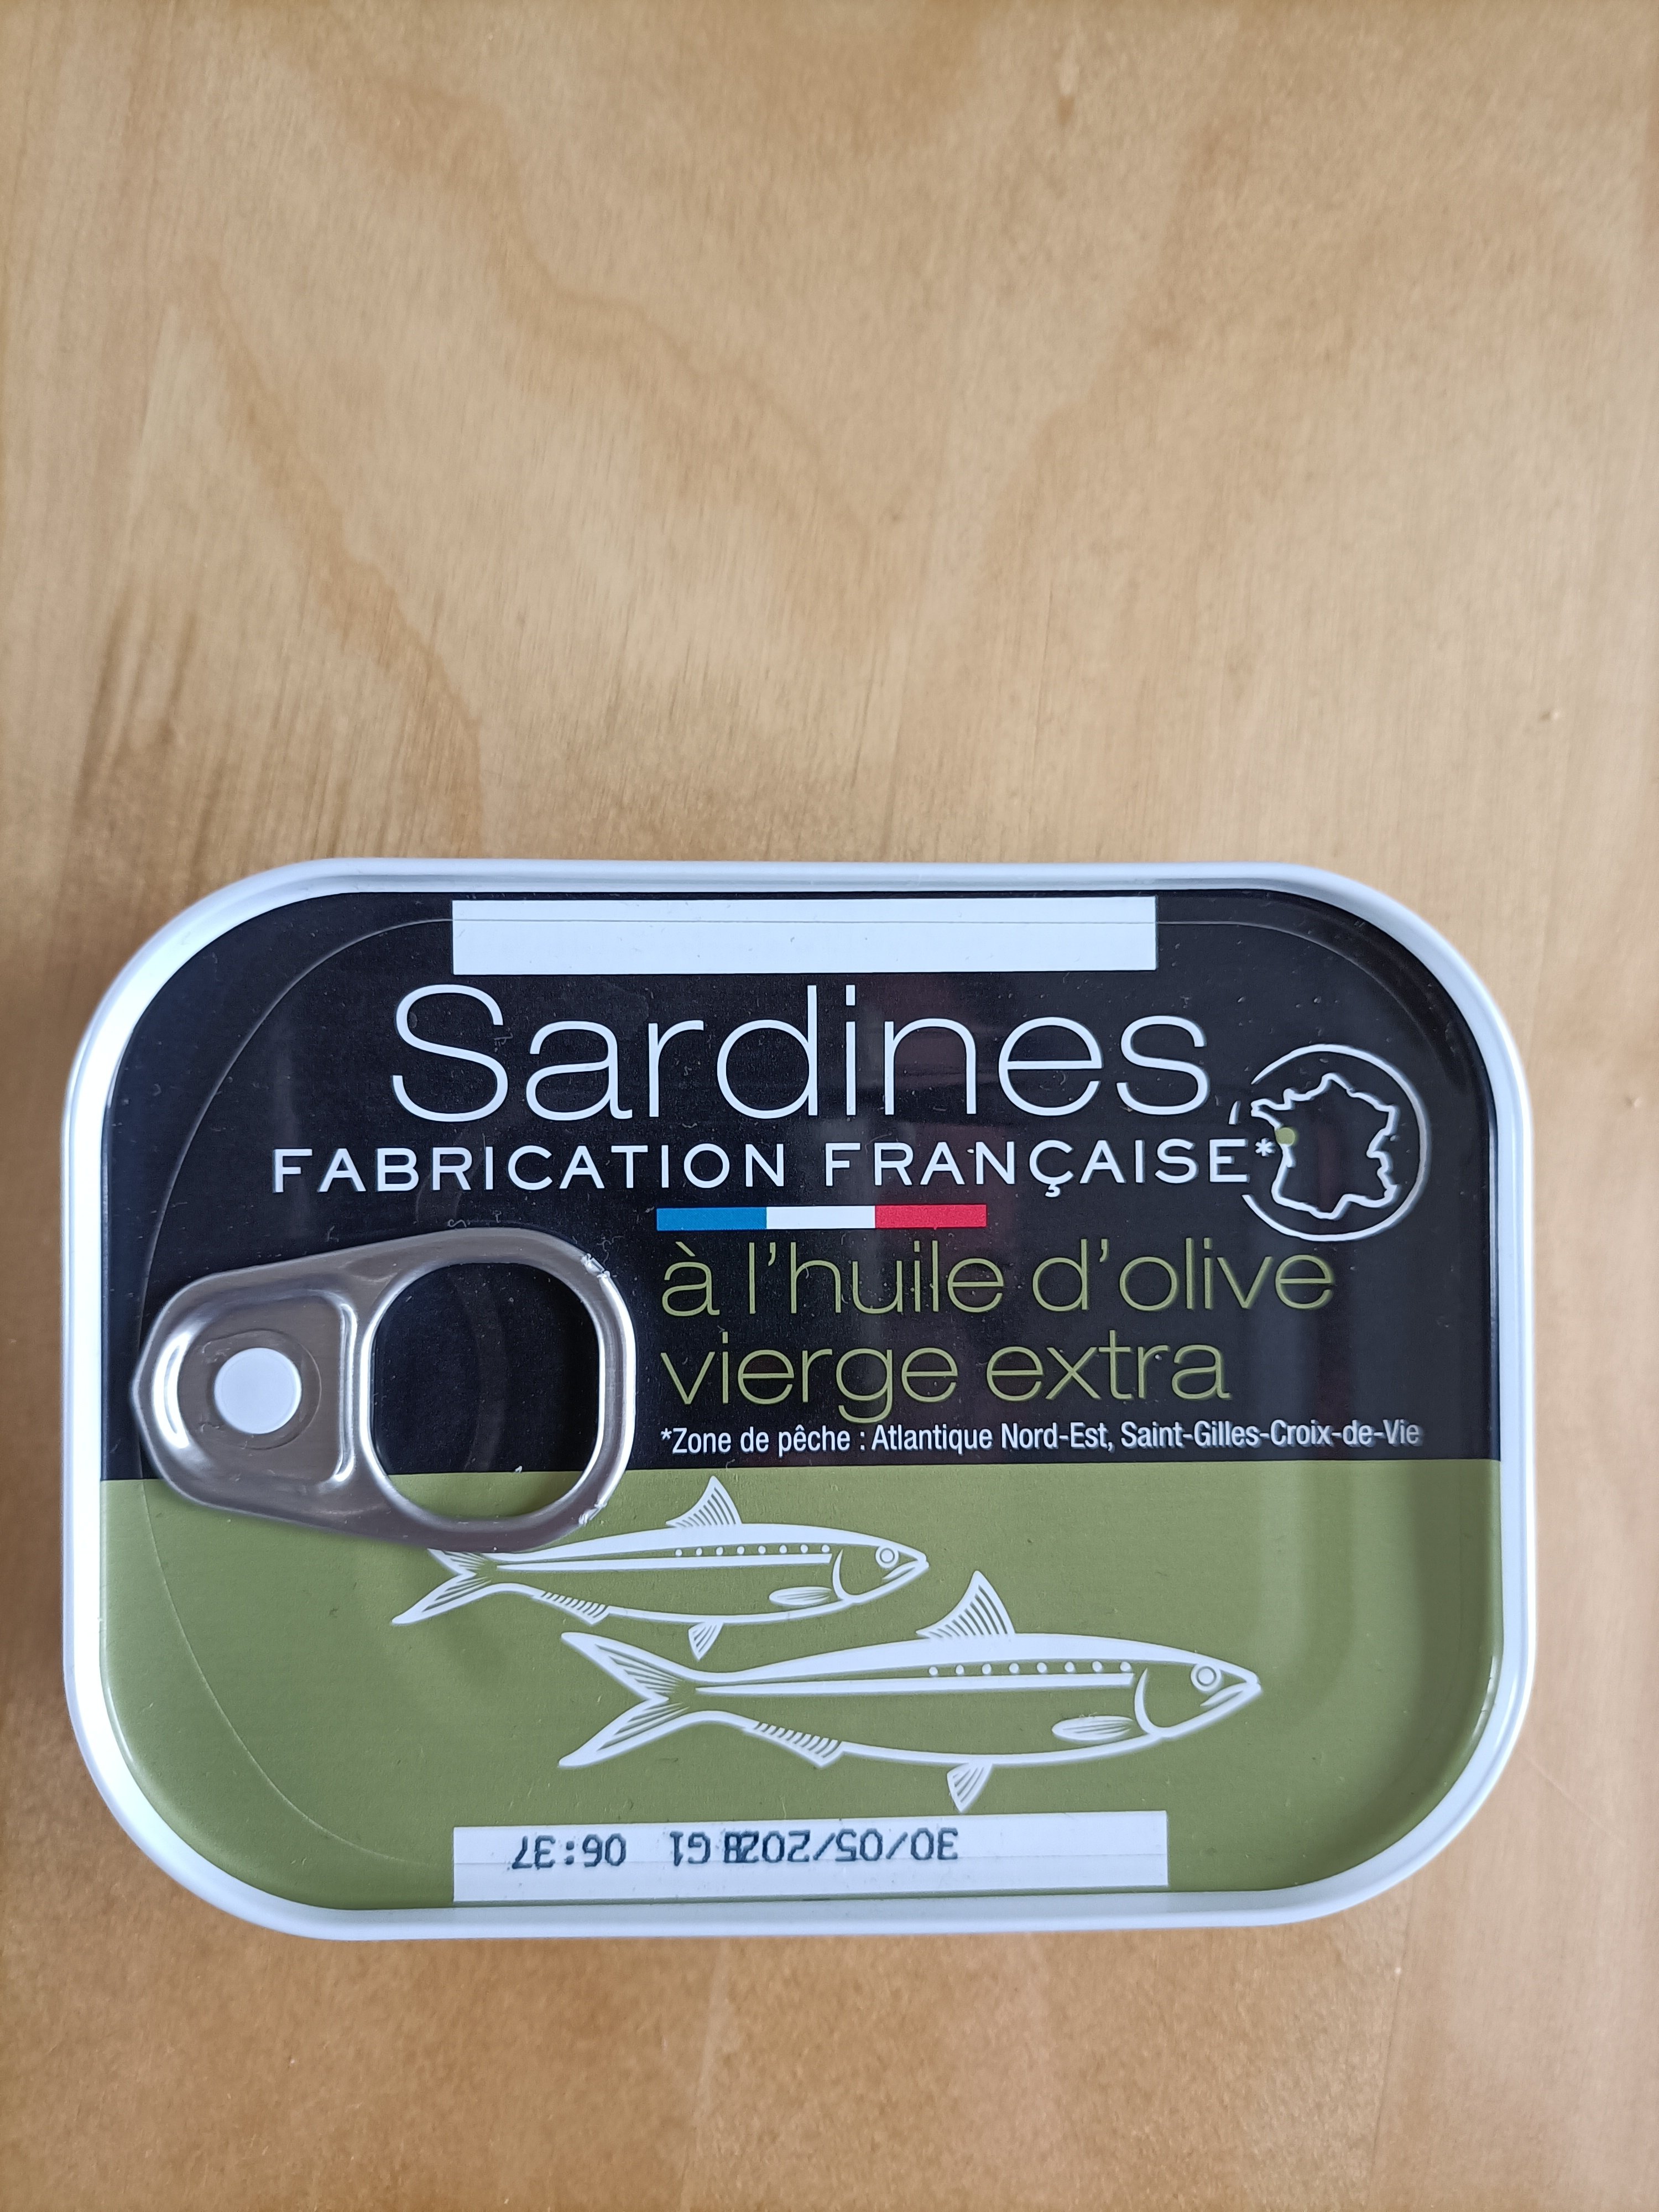 Sardines
FABRICATION FRANÇAISE*
à l'huile d'olive
vierge extra
*Zone de pêche : Atlantique Nord-Est, Saint-Gilles-Croix-de-Vie
30/05/2028 G1 06:37